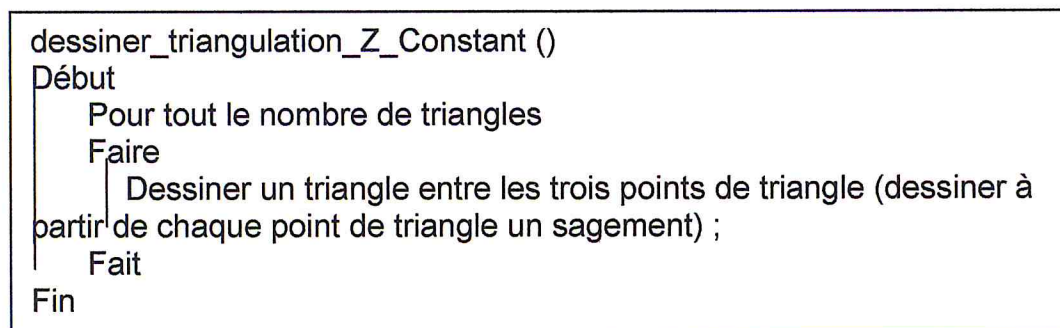 dessiner_triangulation_Z_Constant ()
Début
Pour tout le nombre de triangles
Faire
Dessiner un triangle entre les trois points de triangle (dessiner à
partir de chaque point de triangle un sagement) ;
Fait
Fin